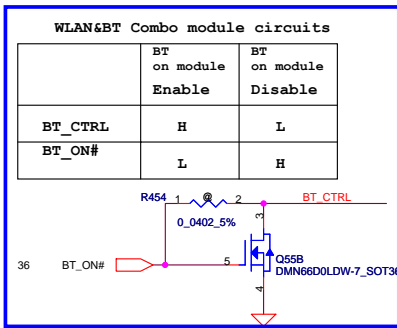 WLAN&BT Combo module circuits
BT
on module
Enable
BT
on module
Disable
BT_CTRL H L
BT_ON# L H
R454 1 @ 2 BT_CTRL
0_0402_5%
3
36 BT_ON# 5 Q55B
DMN66D0LDW-7_SOT36
4